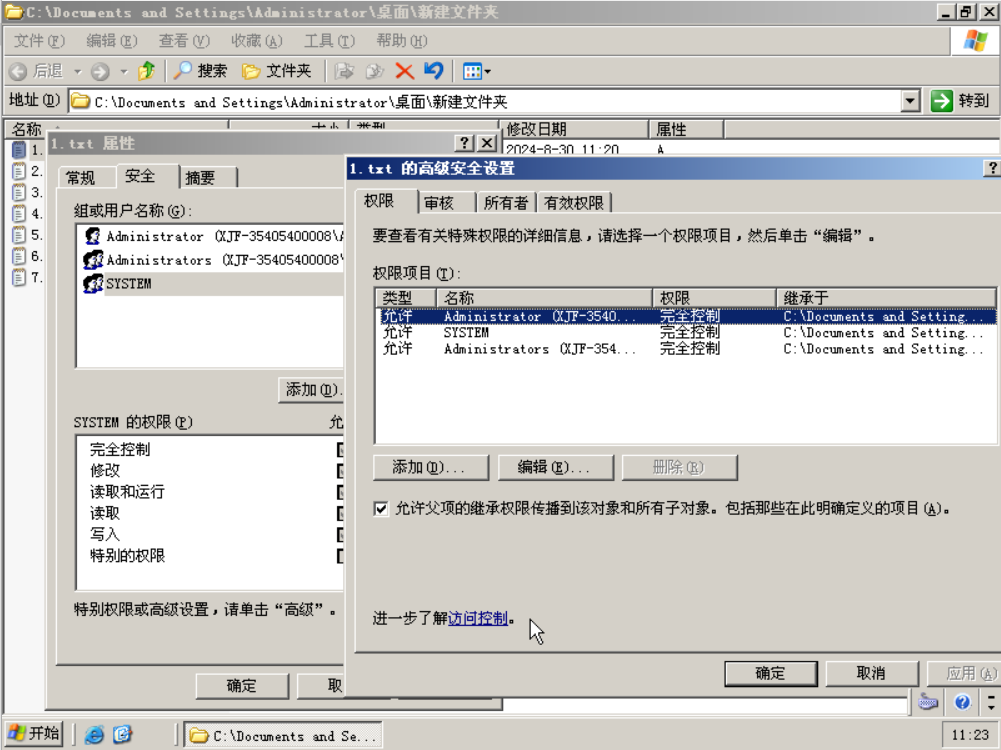 C:\Documents and Settings\Administrator\桌面\新建文件夹
文件(F) 编辑(E) 查看(V) 收藏(A) 工具(T) 帮助(H)
后退 搜索 文件夹
地址(D) C:\Documents and Settings\Administrator\桌面\新建文件夹 转到
名称 大小 类型 修改日期 属性
1. 2024-8-30 11:20 A
2.
3.
4.
5.
6.
7.
1.txt 属性
常规 安全 摘要
组或用户名称(G):
Administrator (XJF-35405400008\A
Administrators (XJF-35405400008\
SYSTEM
添加(D).
SYSTEM 的权限(P) 允
完全控制
修改
读取和运行
读取
写入
特别的权限
特别权限或高级设置，请单击“高级”。
确定 取
1.txt 的高级安全设置
权限 审核 所有者 有效权限
要查看有关特殊权限的详细信息，请选择一个权限项目，然后单击“编辑”。
权限项目(T):
类型 名称 权限 继承于
允许 Administrator (XJF-3540... 完全控制 C:\Documents and Setting...
允许 SYSTEM 完全控制 C:\Documents and Setting...
允许 Administrators (XJF-354... 完全控制 C:\Documents and Setting...
添加(D)... 编辑(E)... 删除(R)
允许父项的继承权限传播到该对象和所有子对象。包括那些在此明确定义的项目(A)。
进一步了解访问控制。
确定 取消 应用(A)
开始 C:\Documents and Se... 11:23